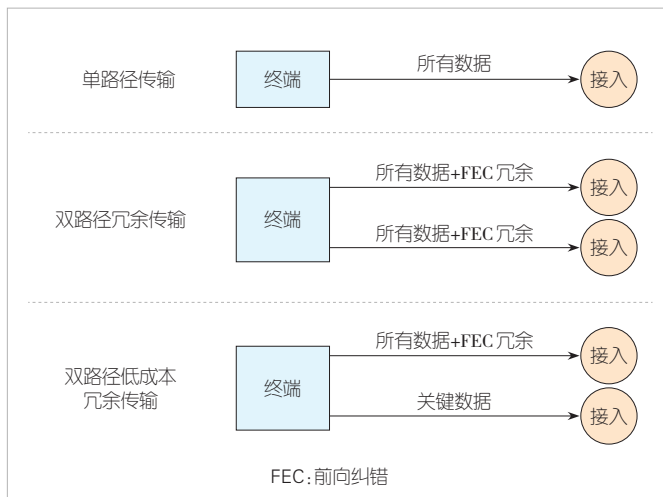 单路径传输
终端
所有数据
接入
双路径冗余传输
终端
所有数据+FEC冗余
接入
所有数据+FEC冗余
接入
双路径低成本
冗余传输
终端
所有数据+FEC冗余
接入
关键数据
接入
FEC:前向纠错